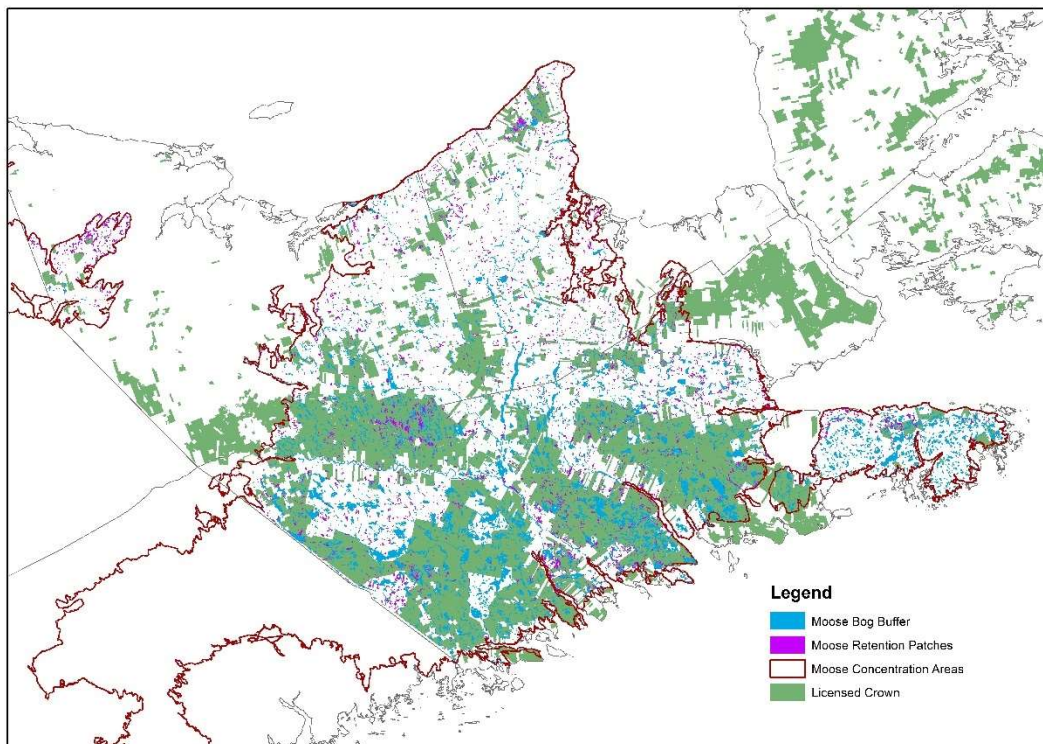 Legend
Moose Bog Buffer
Moose Retention Patches
Moose Concentration Areas
Licensed Crown